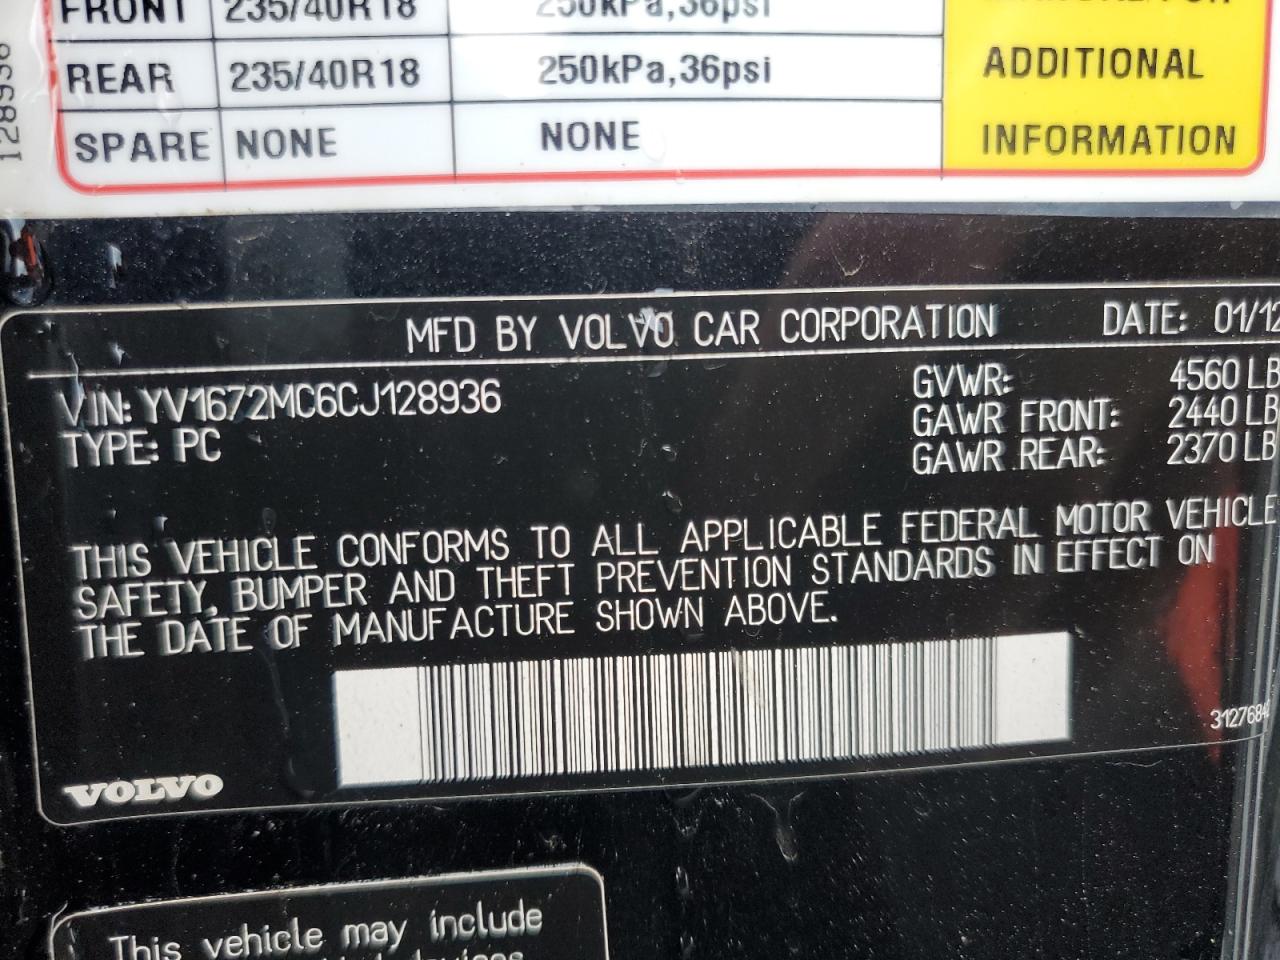 FRONT 235/40R18 250kPa,36psi
REAR 235/40R18 250kPa,36psi ADDITIONAL
SPARE NONE NONE INFORMATION
128936
MFD BY VOLVO CAR CORPORATION DATE: 01/12
VIN: YV1672MC6CJ128936 GVWR: 4560 LB
TYPE: PC GAWR FRONT: 2440 LB
GAWR REAR: 2370 LB
THIS VEHICLE CONFORMS TO ALL APPLICABLE FEDERAL MOTOR VEHICLE
SAFETY, BUMPER AND THEFT PREVENTION STANDARDS IN EFFECT ON
THE DATE OF MANUFACTURE SHOWN ABOVE.
VOLVO
This vehicle may include
devices